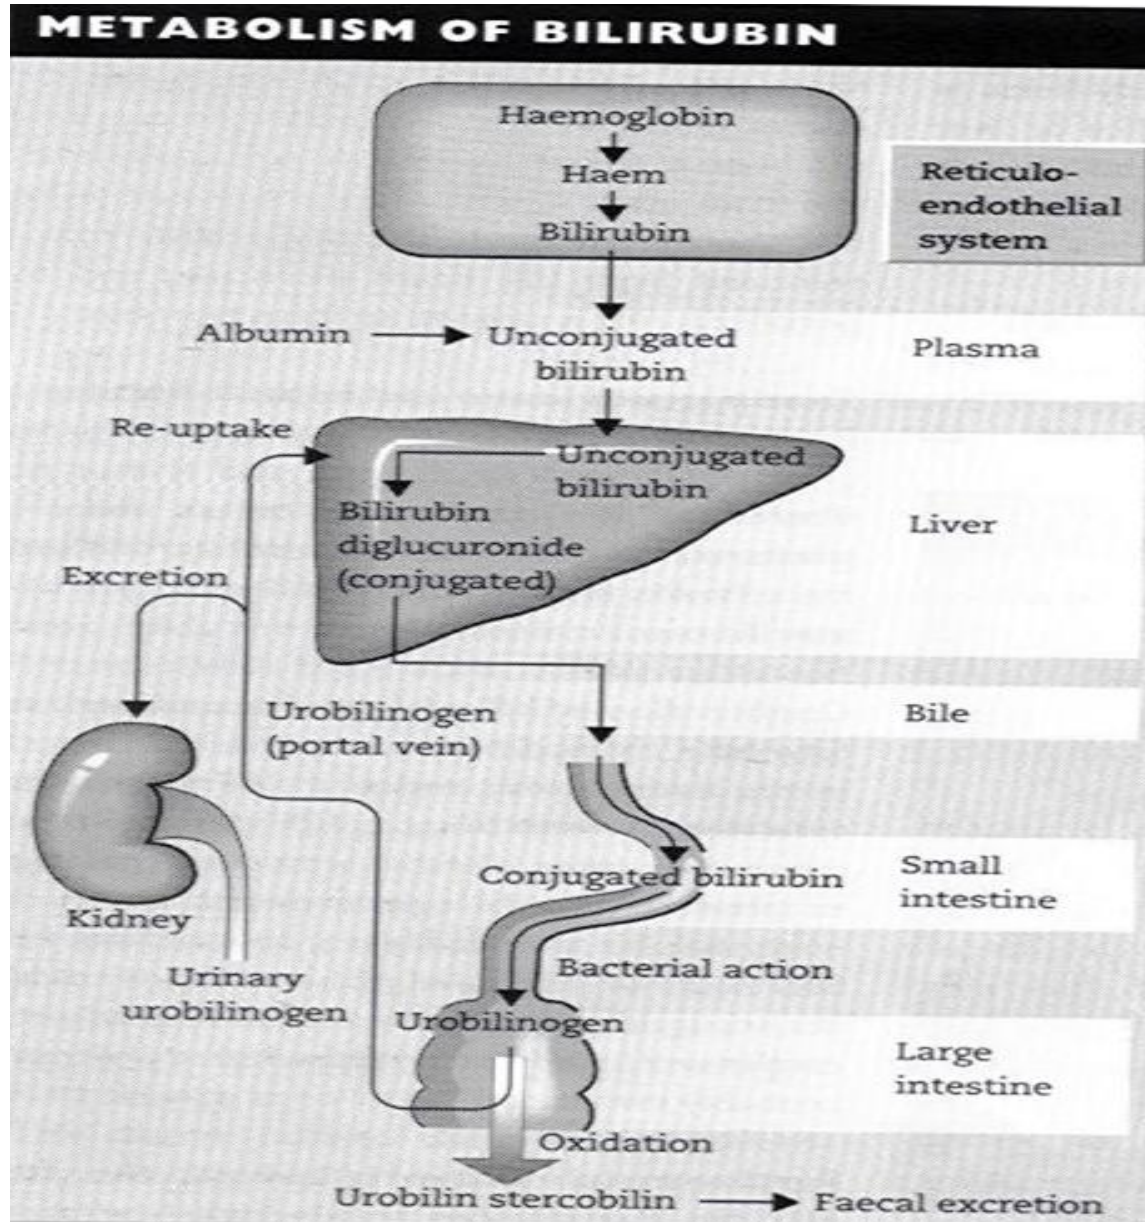 METABOLISM OF BILIRUBIN
Haemoglobin
Haem
Bilirubin
Reticulo-
endothelial
system
Albumin
Unconjugated
bilirubin
Plasma
Re-uptake
Unconjugated
bilirubin
Bilirubin
diglucuronide
(conjugated)
Liver
Excretion
Urobilinogen
(portal vein)
Bile
Kidney
Conjugated bilirubin
Small
intestine
Urinary
urobilinogen
Bacterial action
Urobilinogen
Large
intestine
Oxidation
Urobilin stercobilin
Faecal excretion